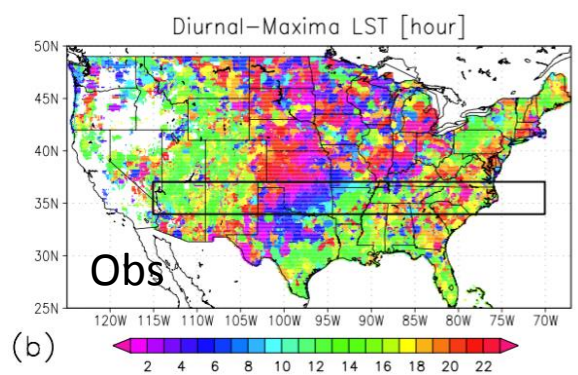 Diurnal-Maxima LST [hour]
50N
45N
40N
35N
30N
25N
Obs
120W 115W 110W 105W 100W 95W 90W 85W 80W 75W 70W
(b)
2 4 6 8 10 12 14 16 18 20 22